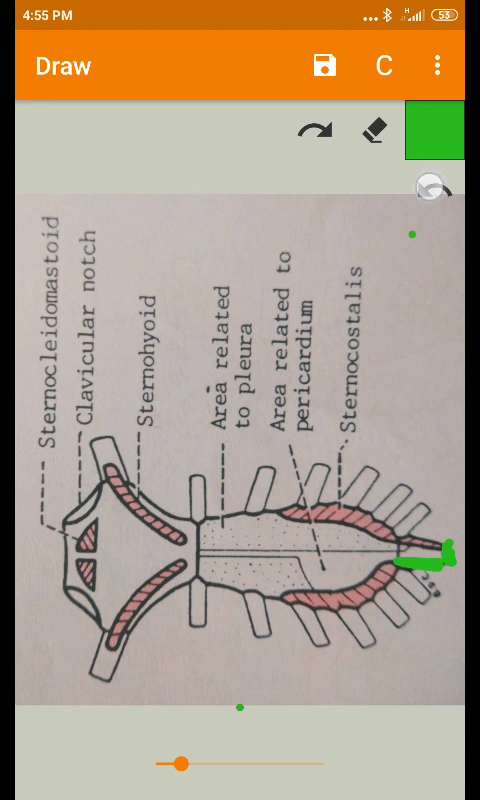 4:55 PM
H
53
Draw
C
Sternocleidomastoid
Clavicular notch
Sternohyoid
Area related
to pleura
Area related to
pericardium
Sternocostalis